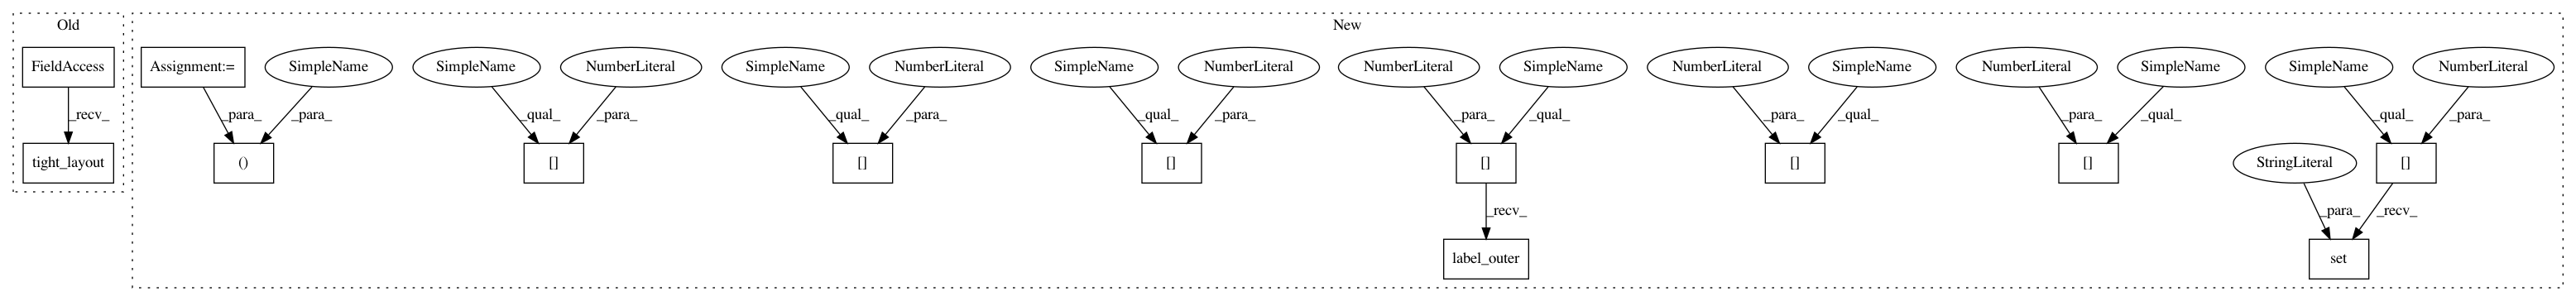 Old
New
FieldAccess
Assignment:=
SimpleName
SimpleName
NumberLiteral
SimpleName
NumberLiteral
SimpleName
NumberLiteral
NumberLiteral
SimpleName
NumberLiteral
SimpleName
NumberLiteral
SimpleName
SimpleName
NumberLiteral
_recv_
_para_
_para_
_qual_
_para_
_qual_
_para_
_qual_
_para_
_para_
_qual_
_para_
_qual_
_para_
_qual_
_qual_
_para_
tight_layout
()
[]
[]
[]
[]
[]
[]
StringLiteral
[]
_recv_
_para_
_recv_
label_outer
set